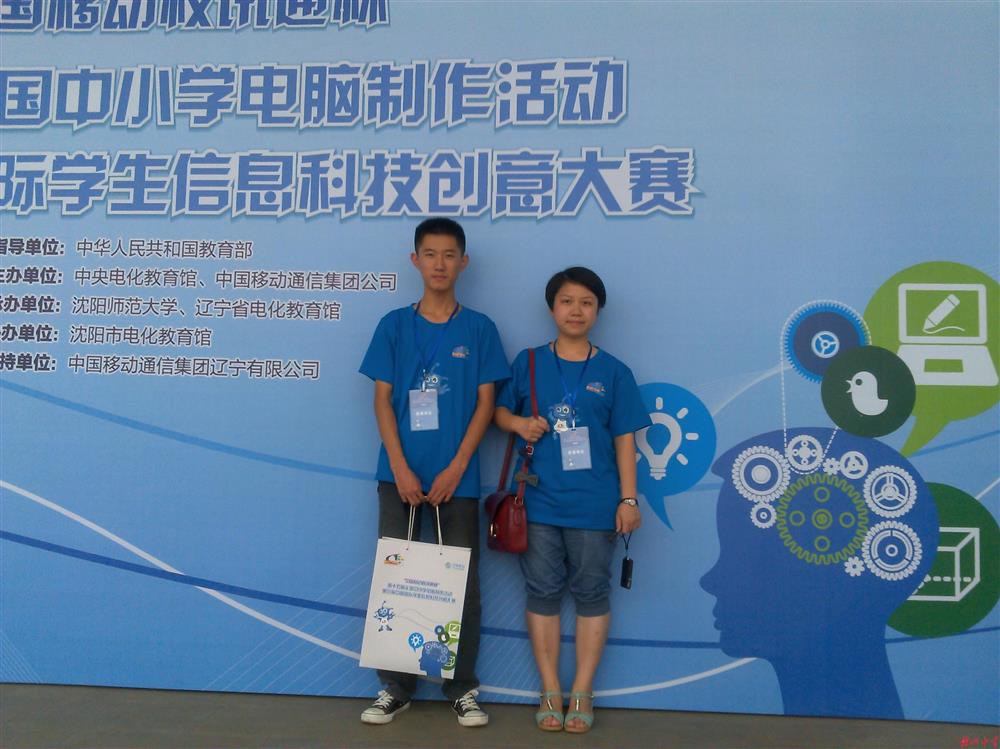 国移动校讯通杯
国中小学电脑制作活动
际学生信息科技创意大赛
指导单位：中华人民共和国教育部
主办单位：中央电化教育馆、中国移动通信集团公司
承办单位：沈阳师范大学、辽宁省电化教育馆
办单位：沈阳市电化教育馆
持单位：中国移动通信集团辽宁有限公司